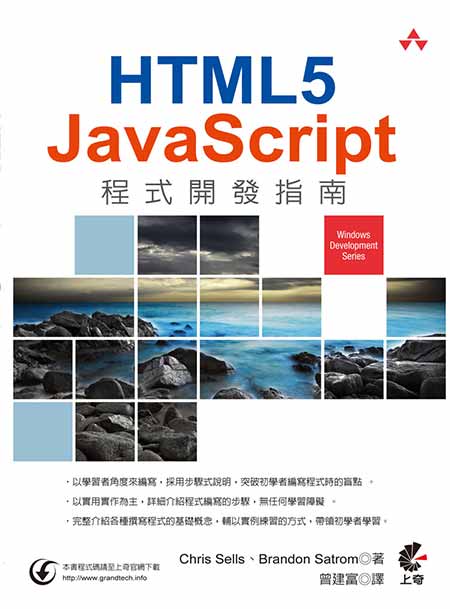 HTML5
JavaScript
程式開發指南
Windows
Development
Series
・以學習者角度來編寫，採用步驟式說明，突破初學者編寫程式時的盲點 。
・以實用實作為主，詳細介紹程式編寫的步驟，無任何學習障礙 。
・完整介紹各種撰寫程式的基礎概念，輔以實例練習的方式，帶領初學者學習。
本書程式碼請至上奇官網下載
http://www.grandtech.info
Chris Sells、Brandon Satrom◎著
曾建富◎譯
上奇